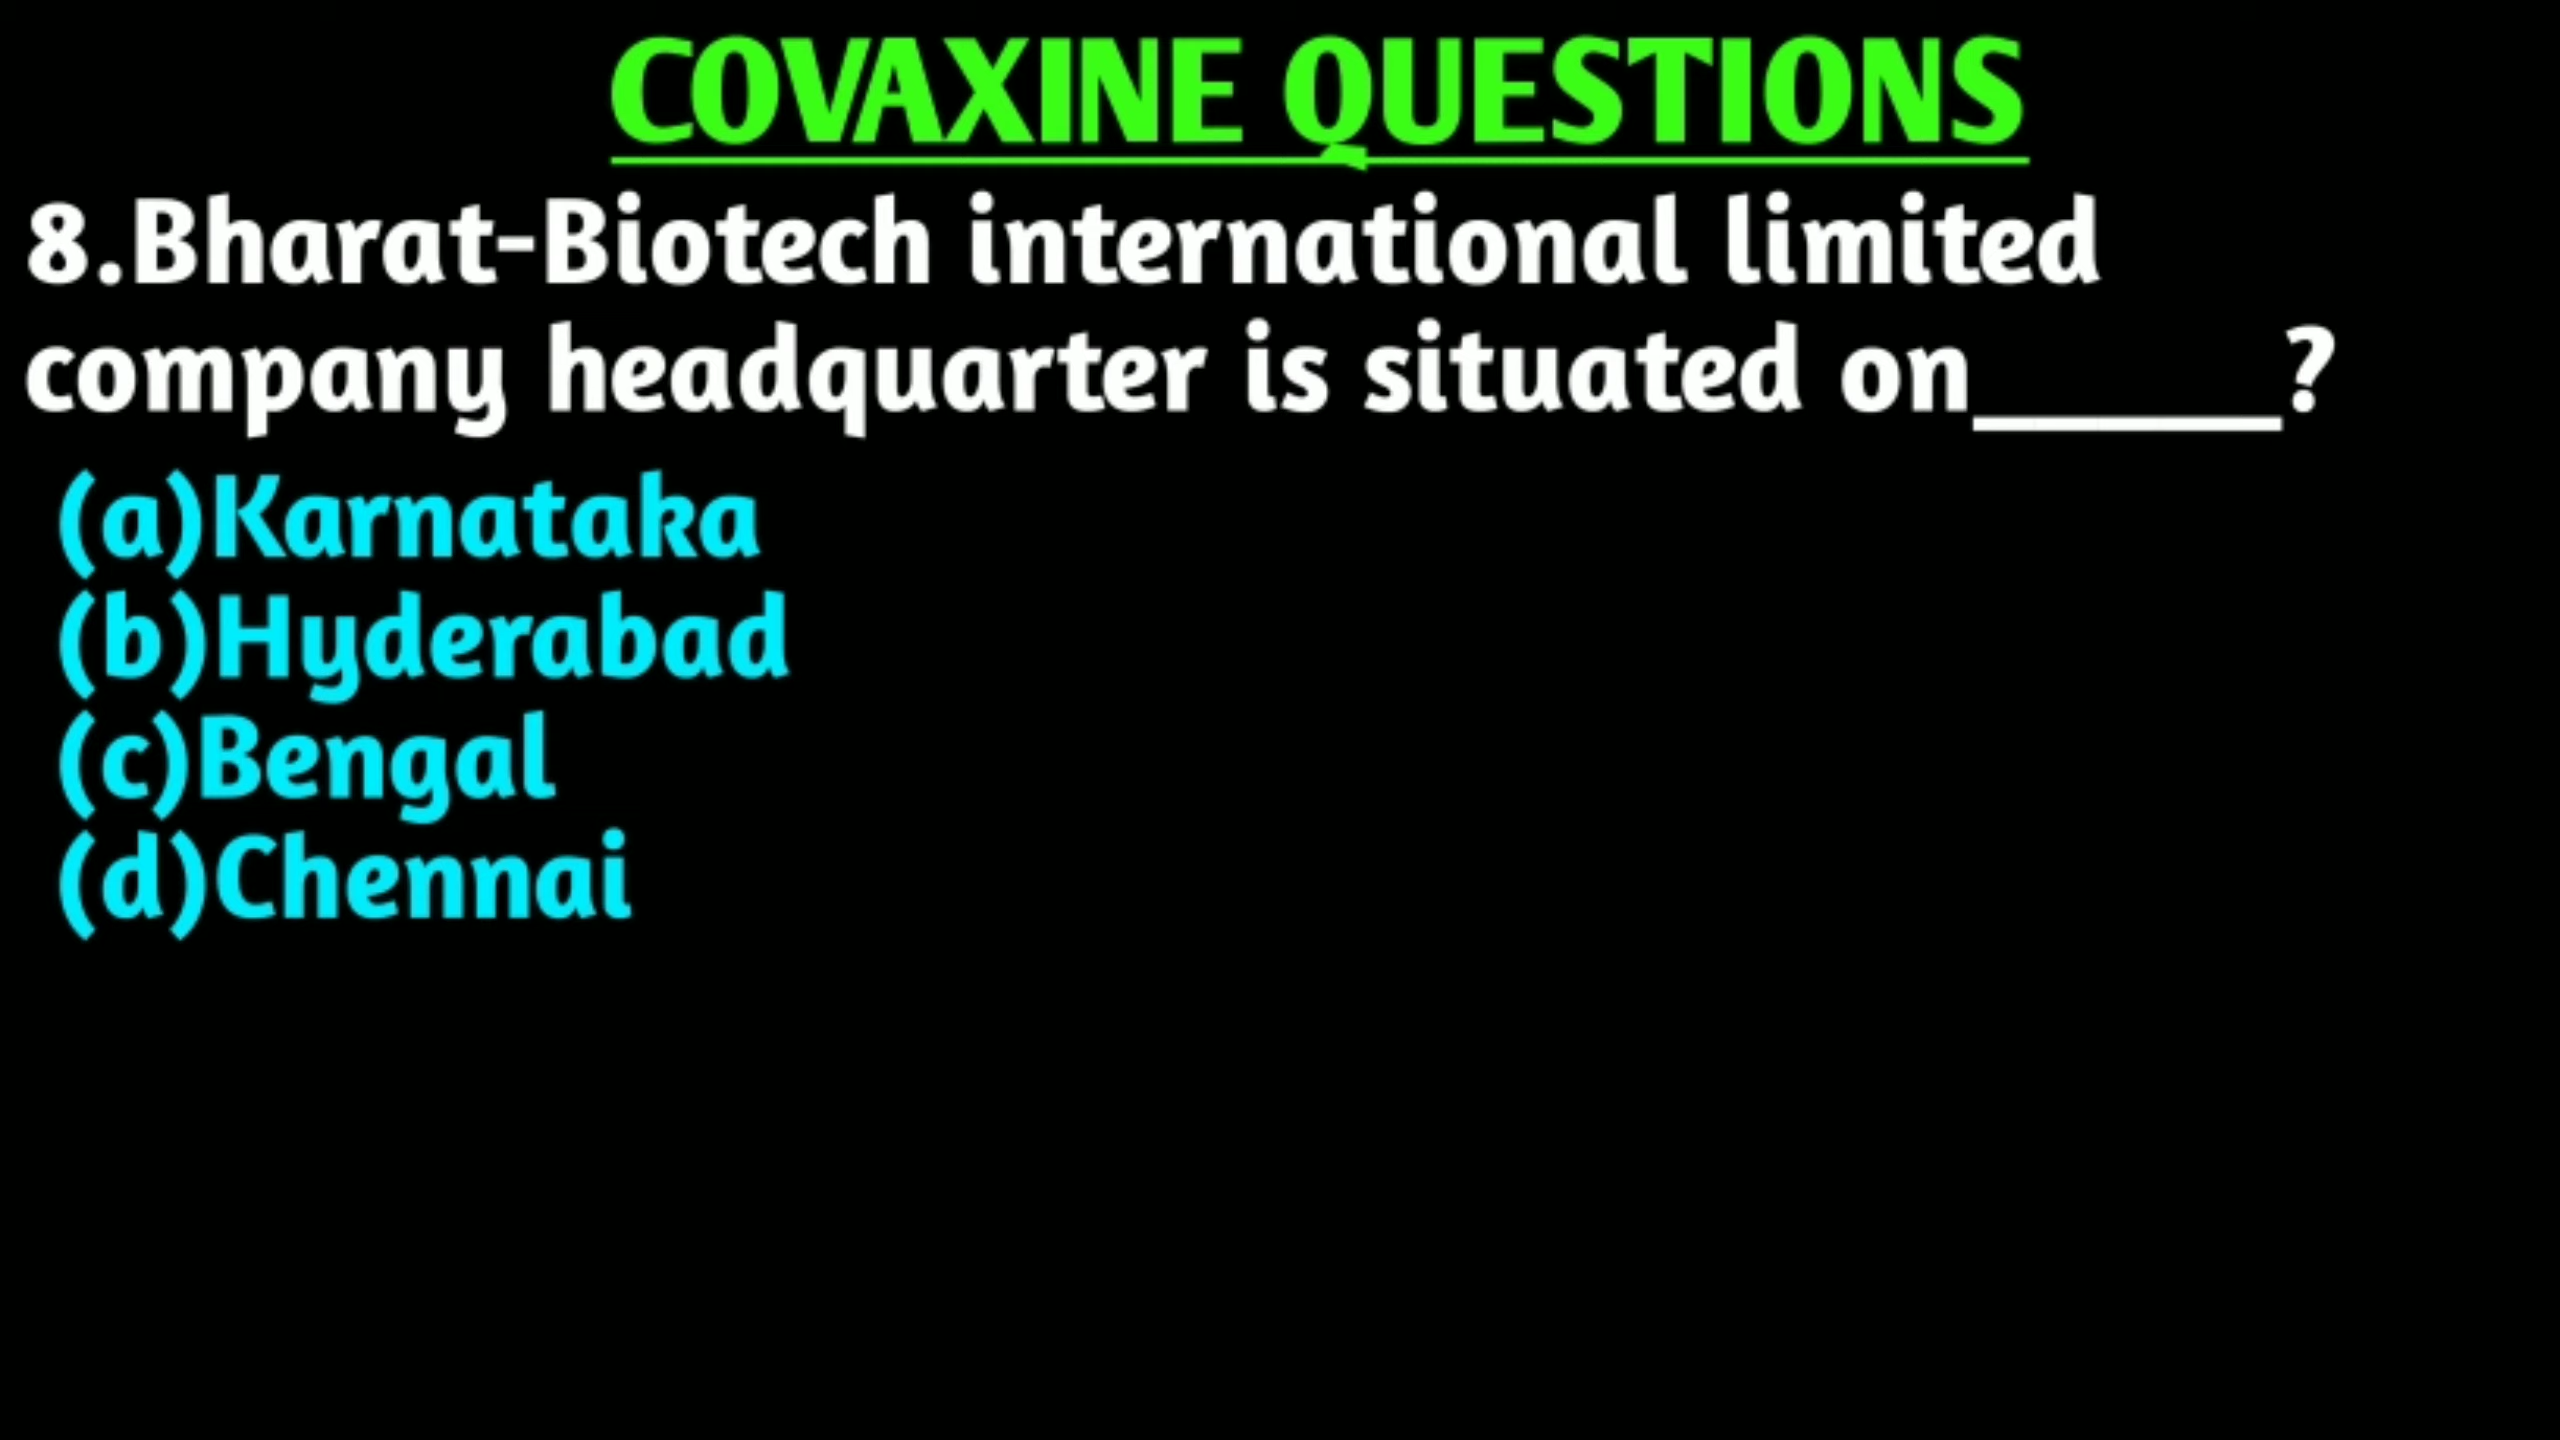 COVAXINE QUESTIONS
8.Bharat-Biotech international limited
company headquarter is situated on______?
(a)Karnataka
(b)Hyderabad
(c)Bengal
(d)Chennai